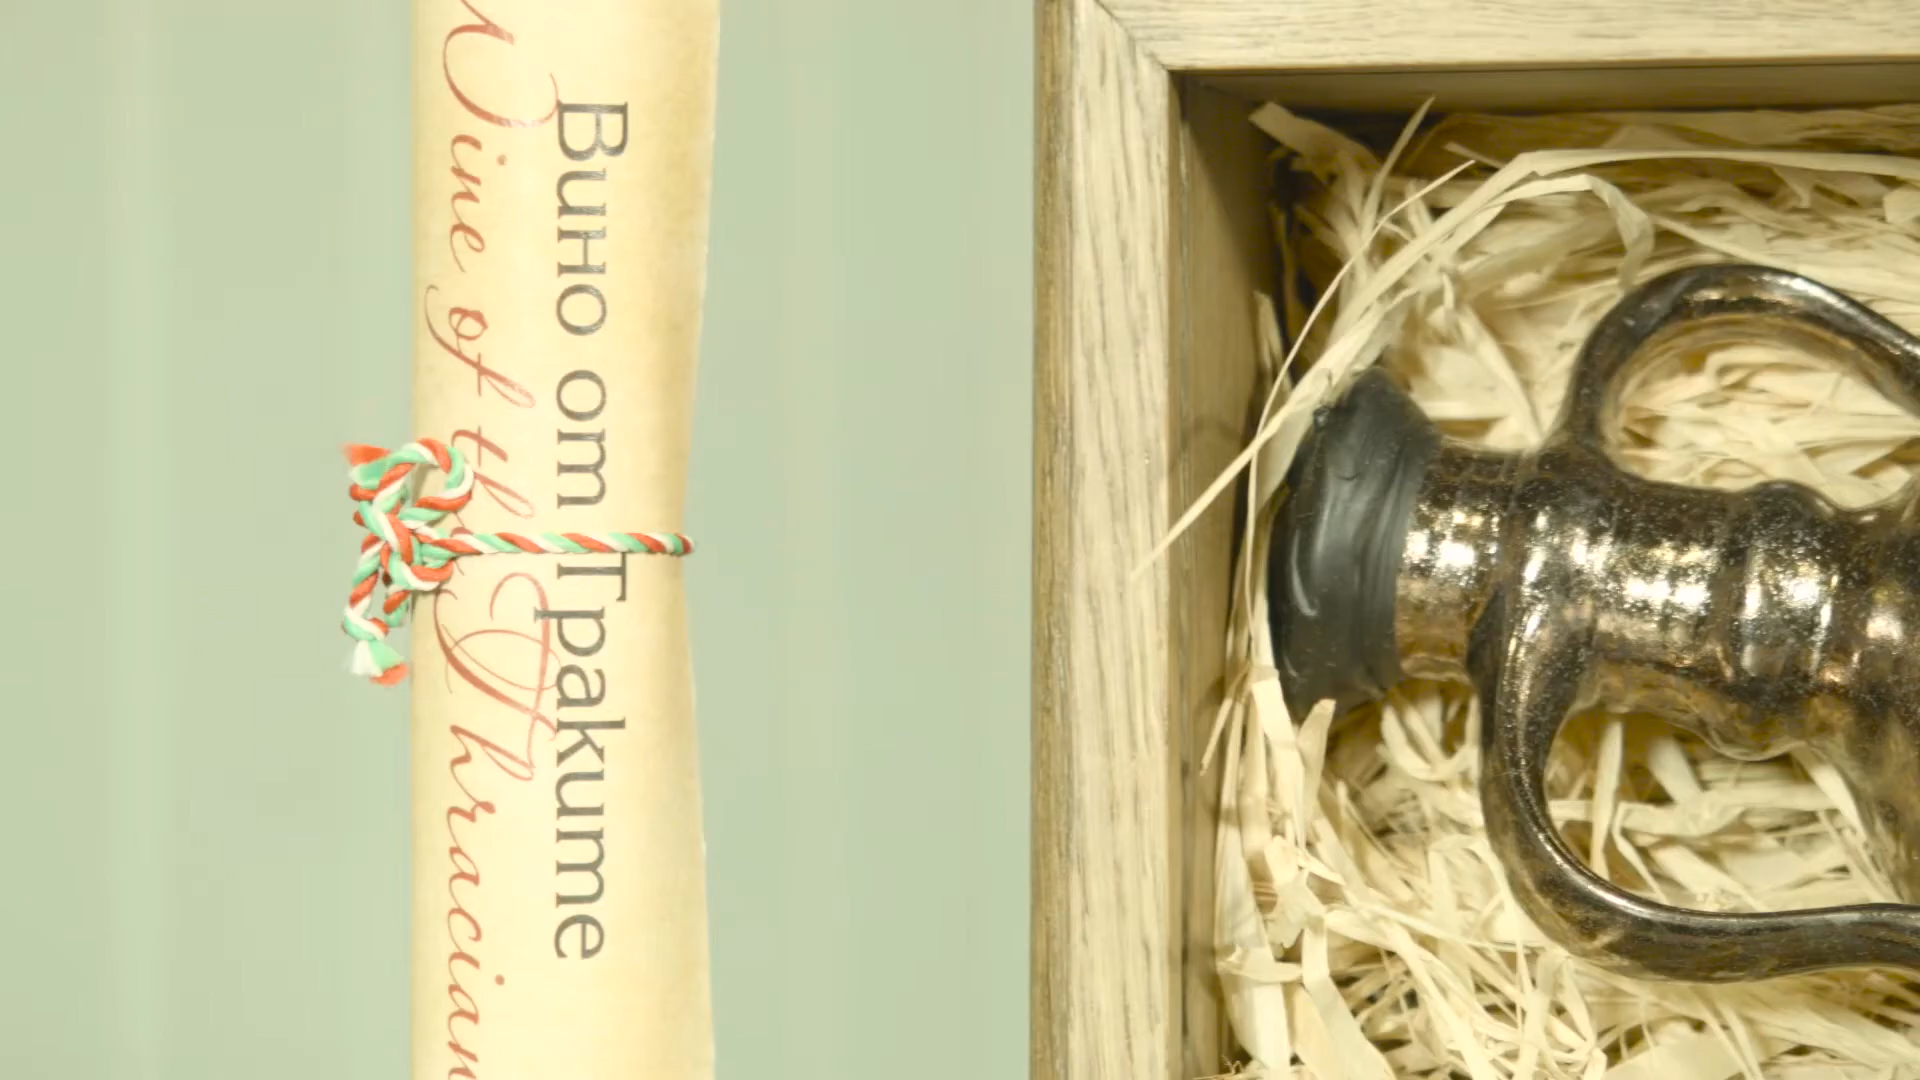 Вино от Траките
Wine of the Thracian